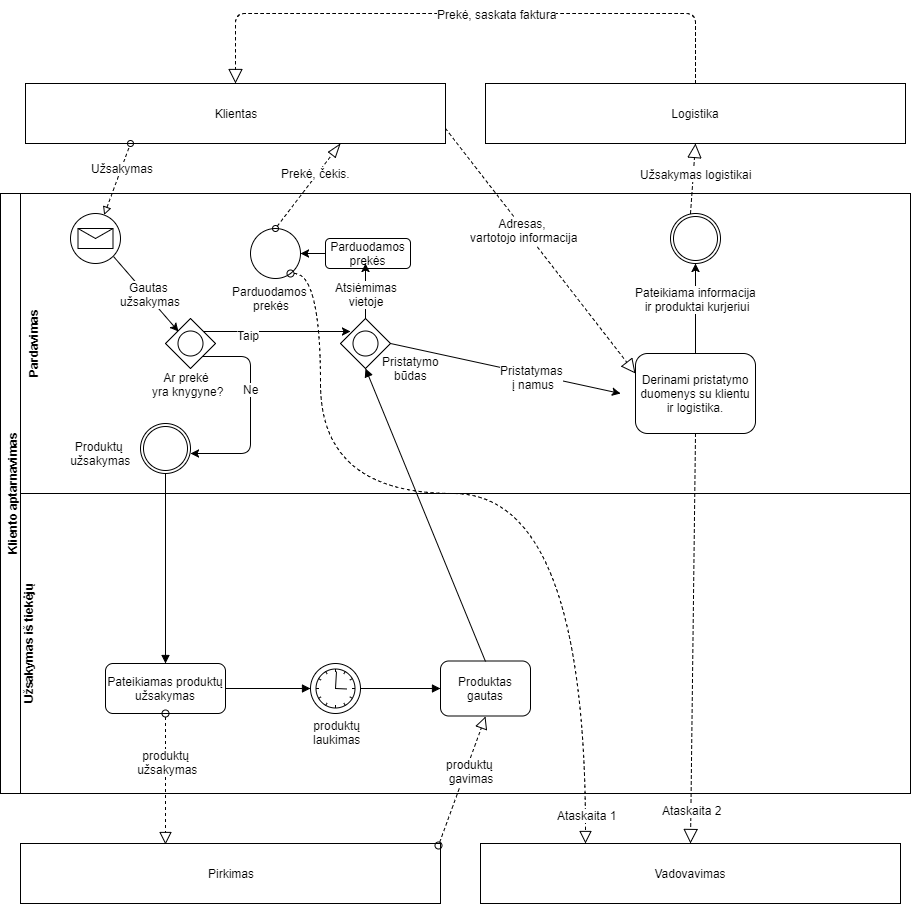 Prekė, saskata faktura
Klientas
Logistika
Užsakymas
Prekė, čekis.
Užsakymas logistikai
Adresas,
vartotojo informacija
Parduodamos
prekės
Gautas
užsakymas
Parduodamos
prekės
Atsiėmimas
vietoje
Pateikiama informacija
ir produktai kurjeriui
Taip
Pardavimas
Ar prekė
yra knygyne?
Ne
Pristatymo
būdas
Pristatymas
į namus
Derinami pristatymo
duomenys su klientu
ir logistika.
Produktų
užsakymas
Kliento aptarnavimas
Užsakymas iš tiekėjų
Pateikiamas produktų
užsakymas
produktų
laukimas
Produktas
gautas
produktų
užsakymas
produktų
gavimas
Ataskaita 1
Ataskaita 2
Pirkimas
Vadovavimas